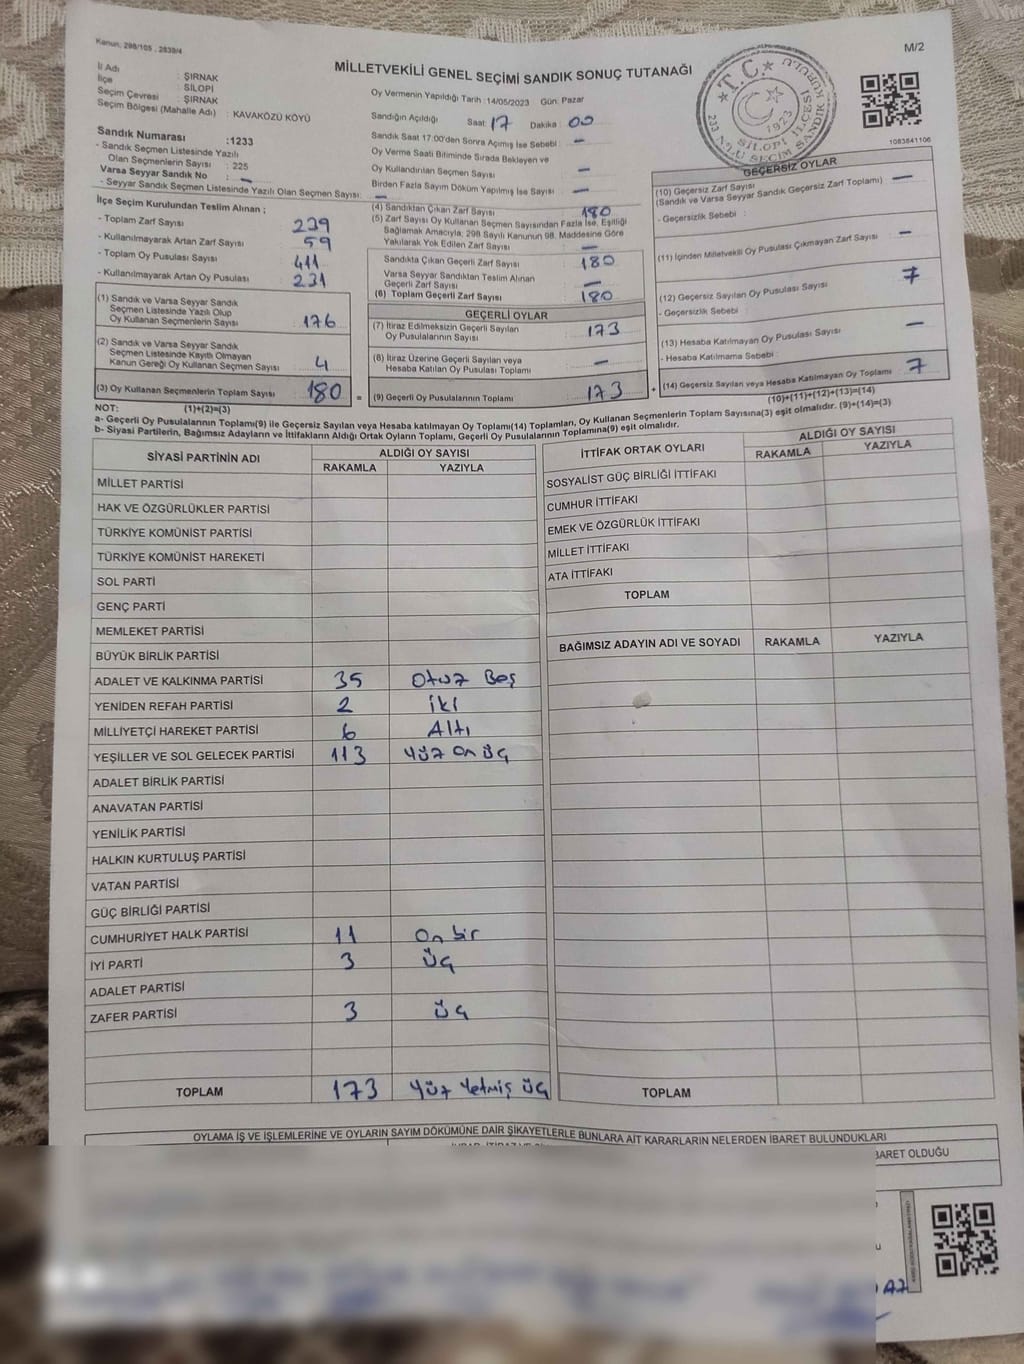 Kanun, 298/105 , 2839/4
M/2
MİLLETVEKİLİ GENEL SEÇİMİ SANDIK SONUÇ TUTANAĞI
İl Adı : ŞIRNAK
İlçe : SİLOPİ
Seçim Çevresi : ŞIRNAK
Seçim Bölgesi (Mahalle Adı) : KAVAKÖZÜ KÖYÜ
Sandık Numarası :1233
- Sandık Seçmen Listesinde Yazılı
Olan Seçmenlerin Sayısı : 225
Varsa Seyyar Sandık No : -
- Seyyar Sandık Seçmen Listesinde Yazılı Olan Seçmen Sayısı: -
Oy Vermenin Yapıldığı Tarih :14/05/2023 Gün: Pazar
Sandığın Açıldığı Saat: 17 Dakika: 00
Sandık Saat 17:00'den Sonra Açılmış İse Sebebi : -
Oy Verme Saati Bitiminde Sırada Bekleyen ve
Oy Kullandırılan Seçmen Sayısı : -
Birden Fazla Sayım Döküm Yapılmış İse Sayısı : -
T.C.
1923
SİLOPİ İLÇESİ
1083841106
İlçe Seçim Kurulundan Teslim Alınan ;
- Toplam Zarf Sayısı : 239
- Kullanılmayarak Artan Zarf Sayısı : 59
- Toplam Oy Pusulası Sayısı : 411
- Kullanılmayarak Artan Oy Pusulası : 231
(1) Sandık ve Varsa Seyyar Sandık
Seçmen Listesinde Yazılı Olup
Oy Kullanan Seçmenlerin Sayısı : 176
(2) Sandık ve Varsa Seyyar Sandık
Seçmen Listesinde Kayıtlı Olmayan
Kanun Gereği Oy Kullanan Seçmen Sayısı : 4
(3) Oy Kullanan Seçmenlerin Toplam Sayısı : 180
(4) Sandıktan Çıkan Zarf Sayısı : 180
(5) Zarf Sayısı Oy Kullanan Seçmen Sayısından Fazla İse, Eşitliği
Bağlamak Amacıyla, 298 Sayılı Kanunun 98. Maddesine Göre
Yakılarak Yok Edilen Zarf Sayısı : -
Sandıkta Çıkan Geçerli Zarf Sayısı : 180
Varsa Seyyar Sandıktan Teslim Alınan
Geçerli Zarf Sayısı : -
(6) Toplam Geçerli Zarf Sayısı : 180
GEÇERLİ OYLAR
(7) İtiraz Edilmeksizin Geçerli Sayılan
Oy Pusulalarının Sayısı : 173
(8) İtiraz Üzerine Geçerli Sayılan veya
Hesaba Katılan Oy Pusulası Toplamı : -
= (9) Geçerli Oy Pusulalarının Toplamı : 173 +
GEÇERSİZ OYLAR
(10) Geçersiz Zarf Sayısı : -
(Sandık ve Varsa Seyyar Sandık Geçersiz Zarf Toplamı)
- Geçersizlik Sebebi :
(11) İçinden Milletvekili Oy Pusulası Çıkmayan Zarf Sayısı : -
(12) Geçersiz Sayılan Oy Pusulası Sayısı : 7
- Geçersizlik Sebebi :
(13) Hesaba Katılmayan Oy Pusulası Sayısı : -
- Hesaba Katılmama Sebebi :
(14) Geçersiz Sayılan veya Hesaba Katılmayan Oy Toplamı : 7
(10)+(11)+(12)+(13)=(14)
NOT: (1)+(2)=(3)
a- Geçerli Oy Pusulalarının Toplamı(9) ile Geçersiz Sayılan veya Hesaba katılmayan Oy Toplamı(14) Toplamları, Oy Kullanan Seçmenlerin Toplam Sayısına(3) eşit olmalıdır. (9)+(14)=(3)
b- Siyasi Partilerin, Bağımsız Adayların ve İttifakların Aldığı Ortak Oyların Toplamı, Geçerli Oy Pusulalarının Toplamına(9) eşit olmalıdır.
SİYASİ PARTİNİN ADI ALDIĞI OY SAYISI
RAKAMLA YAZIYLA
MİLLET PARTİSİ
HAK VE ÖZGÜRLÜKLER PARTİSİ
TÜRKİYE KOMÜNİST PARTİSİ
TÜRKİYE KOMÜNİST HAREKETİ
SOL PARTİ
GENÇ PARTİ
MEMLEKET PARTİSİ
BÜYÜK BİRLİK PARTİSİ
ADALET VE KALKINMA PARTİSİ 35 Otuz Beş
YENİDEN REFAH PARTİSİ 2 İki
MİLLİYETÇİ HAREKET PARTİSİ 6 Altı
YEŞİLLER VE SOL GELECEK PARTİSİ 113 Yüz on üç
ADALET BİRLİK PARTİSİ
ANAVATAN PARTİSİ
YENİLİK PARTİSİ
HALKIN KURTULUŞ PARTİSİ
VATAN PARTİSİ
GÜÇ BİRLİĞİ PARTİSİ
CUMHURİYET HALK PARTİSİ 11 On bir
İYİ PARTİ 3 Üç
ADALET PARTİSİ
ZAFER PARTİSİ 3 Üç
TOPLAM 173 Yüz Yetmiş üç
İTTİFAK ORTAK OYLARI ALDIĞI OY SAYISI
RAKAMLA YAZIYLA
SOSYALİST GÜÇ BİRLİĞİ İTTİFAKI
CUMHUR İTTİFAKI
EMEK VE ÖZGÜRLÜK İTTİFAKI
MİLLET İTTİFAKI
ATA İTTİFAKI
TOPLAM
BAĞIMSIZ ADAYIN ADI VE SOYADI RAKAMLA YAZIYLA
TOPLAM
OYLAMA İŞ VE İŞLEMLERİNE VE OYLARIN SAYIM DÖKÜMÜNE DAİR ŞİKAYETLERLE BUNLARA AİT KARARLARIN NELERDEN İBARET BULUNDUKLARI
BARET OLDUĞU